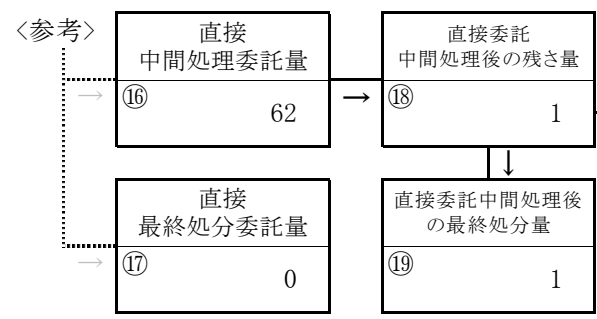 〈参考〉
直接
中間処理委託量
→
⑯
62
→
直接委託
中間処理後の残さ量
⑱
1
↓
直接
最終処分委託量
→
⑰
0
直接委託中間処理後
の最終処分量
⑲
1